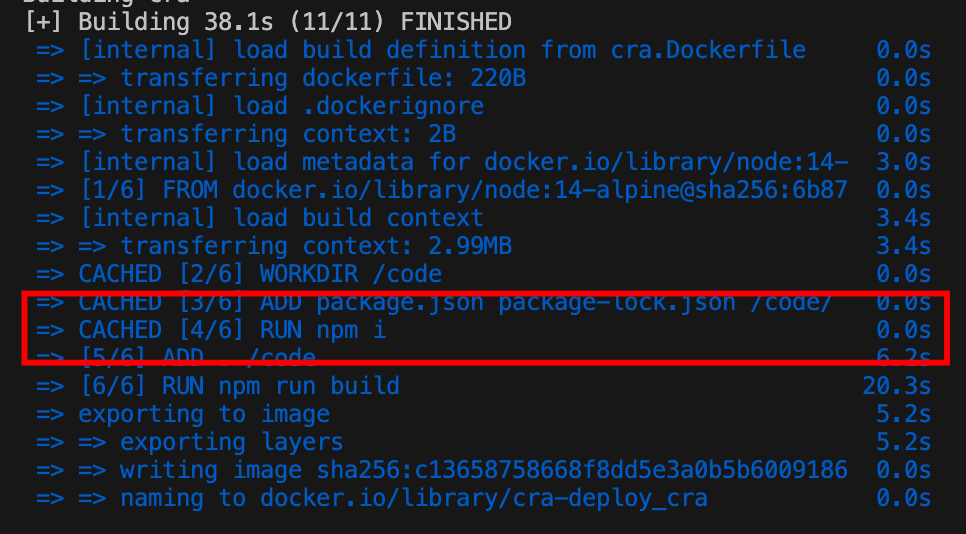 Building cra
[+] Building 38.1s (11/11) FINISHED
=> [internal] load build definition from cra.Dockerfile 0.0s
=> => transferring dockerfile: 220B 0.0s
=> [internal] load .dockerignore 0.0s
=> => transferring context: 2B 0.0s
=> [internal] load metadata for docker.io/library/node:14- 3.0s
=> [1/6] FROM docker.io/library/node:14-alpine@sha256:6b87 0.0s
=> [internal] load build context 3.4s
=> => transferring context: 2.99MB 3.4s
=> CACHED [2/6] WORKDIR /code 0.0s
=> CACHED [3/6] ADD package.json package-lock.json /code/ 0.0s
=> CACHED [4/6] RUN npm i 0.0s
=> [5/6] ADD . /code 6.2s
=> [6/6] RUN npm run build 20.3s
=> exporting to image 5.2s
=> => exporting layers 5.2s
=> => writing image sha256:c13658758668f8dd5e3a0b5b6009186 0.0s
=> => naming to docker.io/library/cra-deploy_cra 0.0s